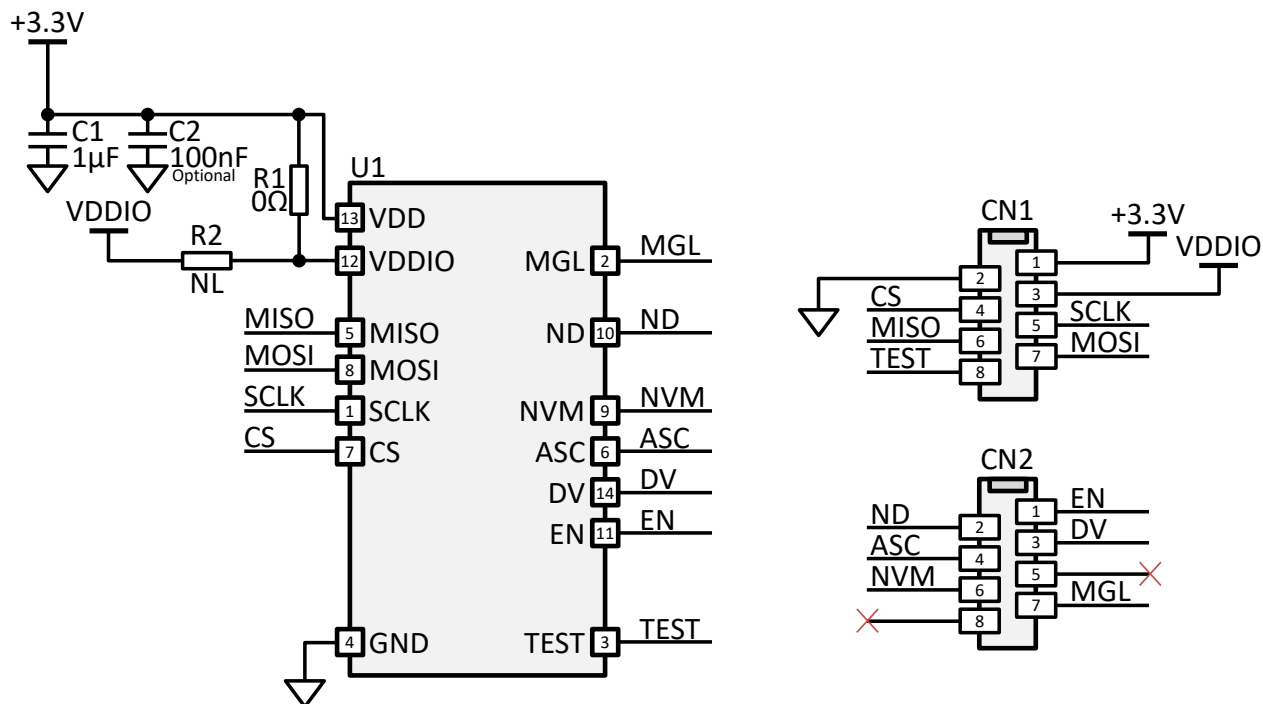 +3.3V
C1
1µF
C2
100nF
Optional
R1
0Ω
VDDIO
R2
NL
U1
13 VDD
12 VDDIO
5 MISO
8 MOSI
1 SCLK
7 CS
4 GND
MISO
MOSI
SCLK
CS
MGL 2 MGL
ND 10 ND
NVM 9 NVM
ASC 6 ASC
DV 14 DV
EN 11 EN
TEST 3 TEST
CN1
+3.3V
VDDIO
1
2
3
CS 4
5 SCLK
MISO 6
7 MOSI
TEST 8
CN2
1 EN
ND 2
3 DV
ASC 4
5
NVM 6
7 MGL
8